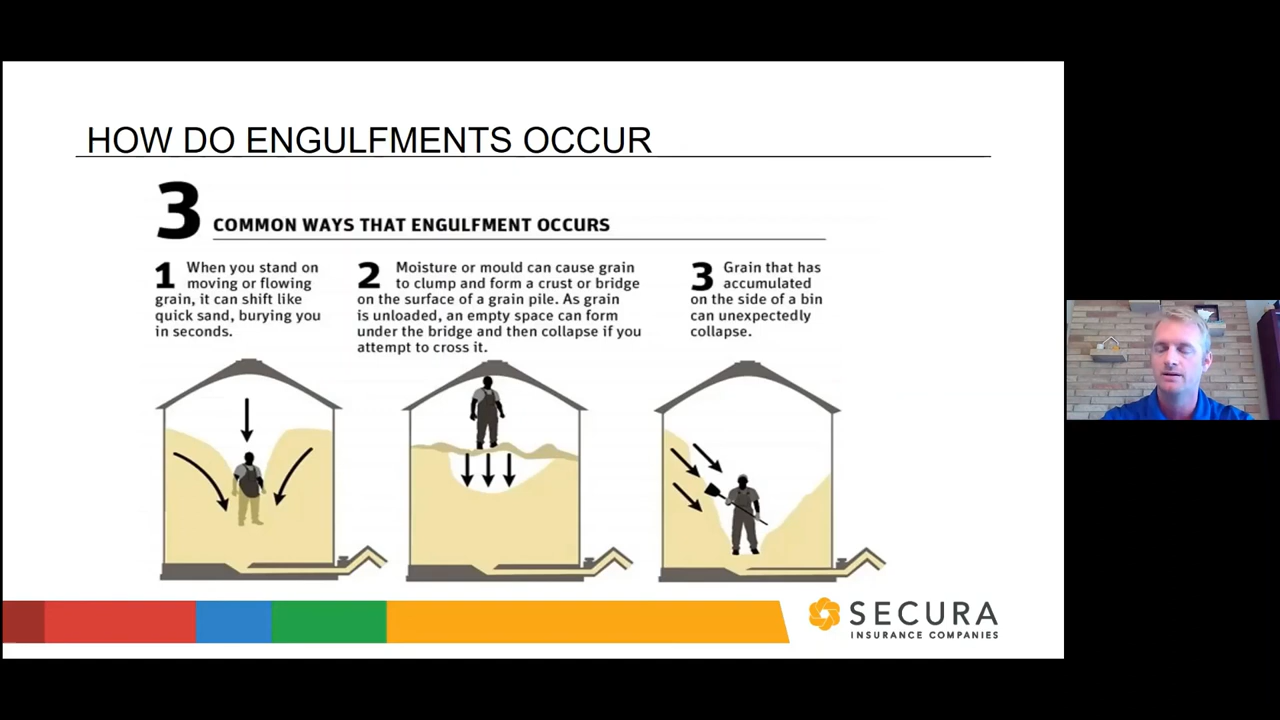 HOW DO ENGULFMENTS OCCUR
3 COMMON WAYS THAT ENGULFMENT OCCURS
1 When you stand on
moving or flowing
grain, it can shift like
quick sand, burying you
in seconds.
2 Moisture or mould can cause grain
to clump and form a crust or bridge
on the surface of a grain pile. As grain
is unloaded, an empty space can form
under the bridge and then collapse if you
attempt to cross it.
3 Grain that has
accumulated
on the side of a bin
can unexpectedly
collapse.
SECURA
INSURANCE COMPANIES